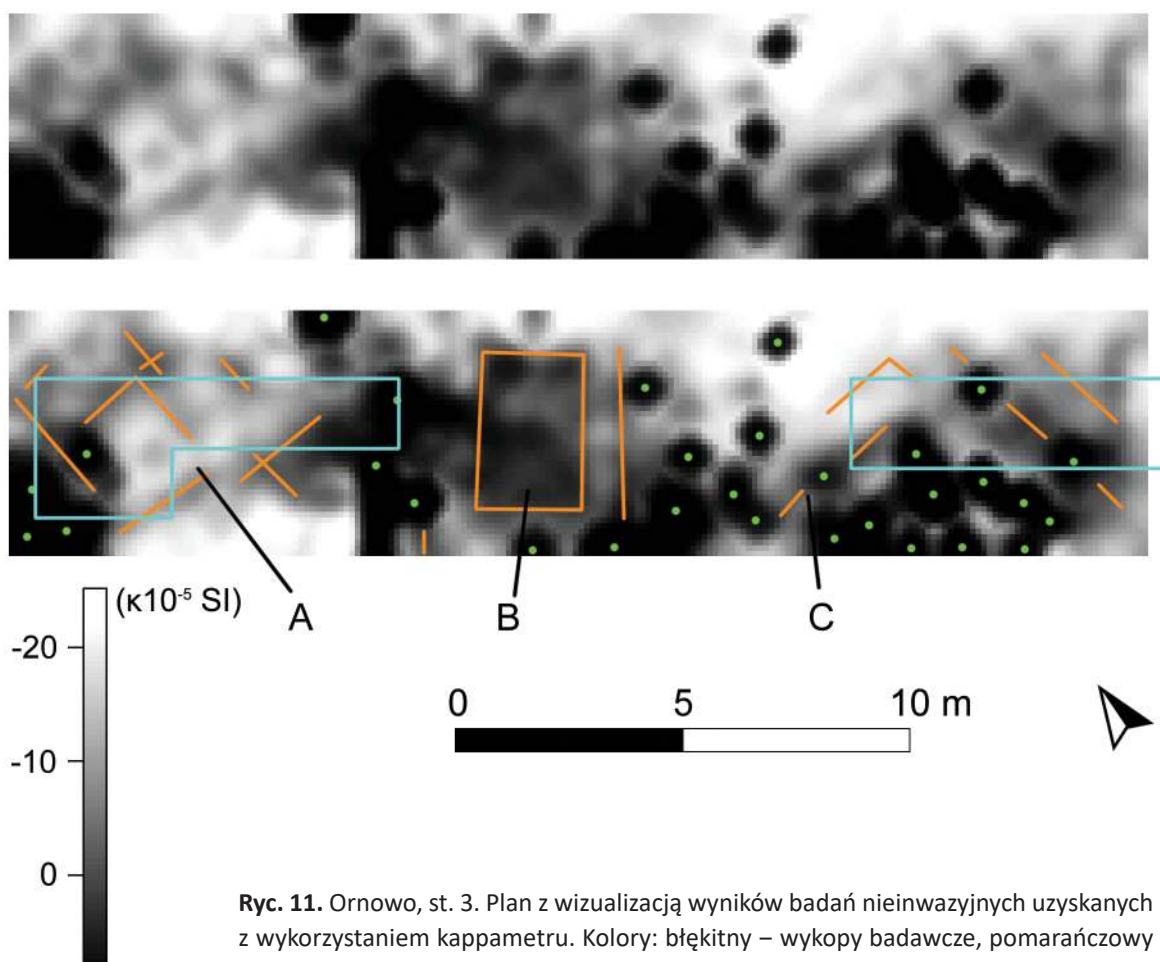 (κ10⁻⁵ SI)
-20
-10
0
A
B
C
0 5 10 m
Ryc. 11. Ornowo, st. 3. Plan z wizualizacją wyników badań nieinwazyjnych uzyskanych
z wykorzystaniem kappametru. Kolory: błękitny – wykopy badawcze, pomarańczowy